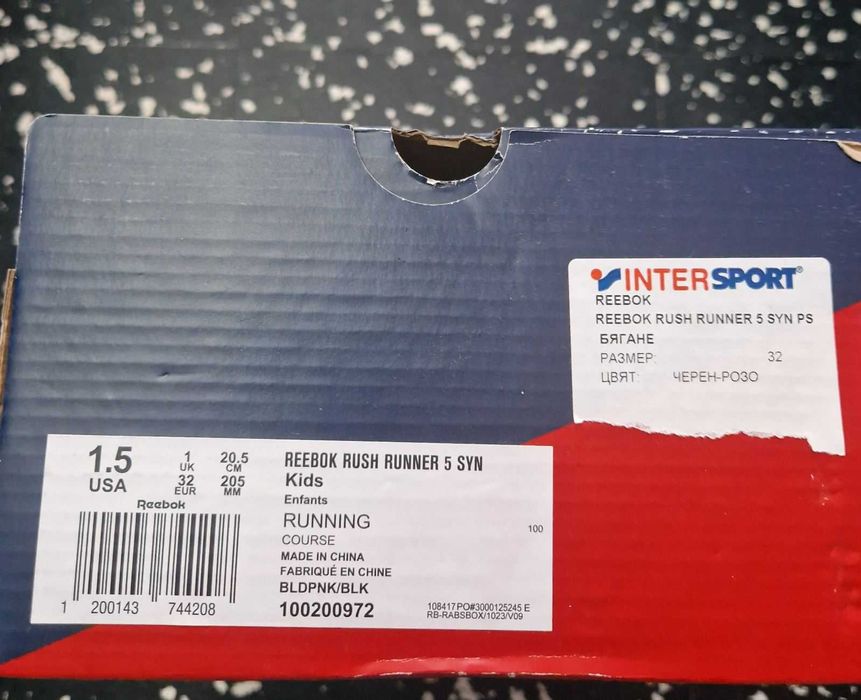 INTERSPORT®
REEBOK
REEBOK RUSH RUNNER 5 SYN PS
БЯГАНЕ
РАЗМЕР: 32
ЦВЯТ: ЧЕРЕН-РОЗО
1.5
USA
1
UK
32
EUR
20.5
CM
205
MM
Reebok
1 200143 744208
REEBOK RUSH RUNNER 5 SYN
Kids
Enfants
RUNNING
COURSE
MADE IN CHINA
FABRIQUÉ EN CHINE
BLDPNK/BLK
100200972
100
108417 PO#3000125245 E
RB-RABSBOX/1023/V09